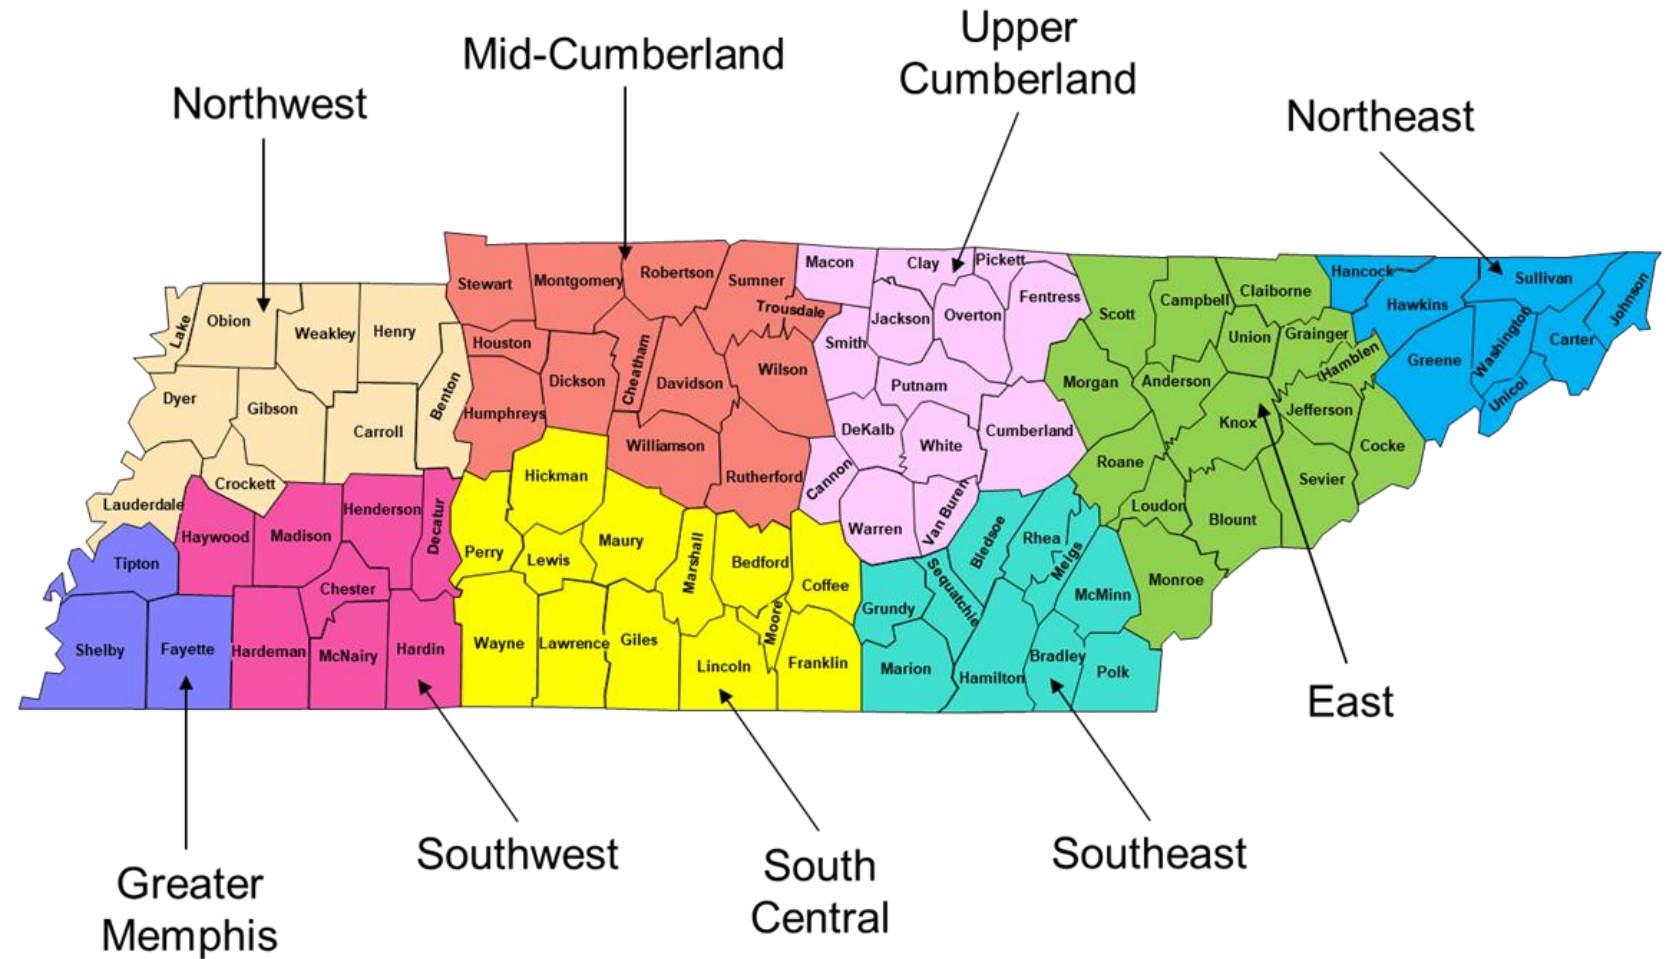 Upper
Cumberland
Mid-Cumberland
Northwest
Northeast
Lake
Obion
Weakley
Henry
Benton
Dyer
Gibson
Carroll
Crockett
Lauderdale
Stewart
Montgomery
Robertson
Sumner
Trousdale
Houston
Dickson
Cheatham
Davidson
Wilson
Humphreys
Williamson
Rutherford
Macon
Clay
Pickett
Fentress
Jackson
Overton
Smith
Putnam
DeKalb
White
Cumberland
Cannon
Warren
Van Buren
Scott
Campbell
Claiborne
Union
Grainger
Hamblen
Morgan
Anderson
Knox
Jefferson
Cocke
Roane
Sevier
Loudon
Blount
Monroe
Hancock
Hawkins
Sullivan
Johnson
Greene
Washington
Carter
Unicoi
Tipton
Shelby
Fayette
Haywood
Madison
Henderson
Decatur
Chester
Hardeman
McNairy
Hardin
Hickman
Perry
Lewis
Maury
Marshall
Bedford
Coffee
Moore
Wayne
Lawrence
Giles
Lincoln
Franklin
Bledsoe
Rhea
Meigs
Sequatchie
McMinn
Grundy
Marion
Hamilton
Bradley
Polk
East
Southwest
Southeast
South
Central
Greater
Memphis